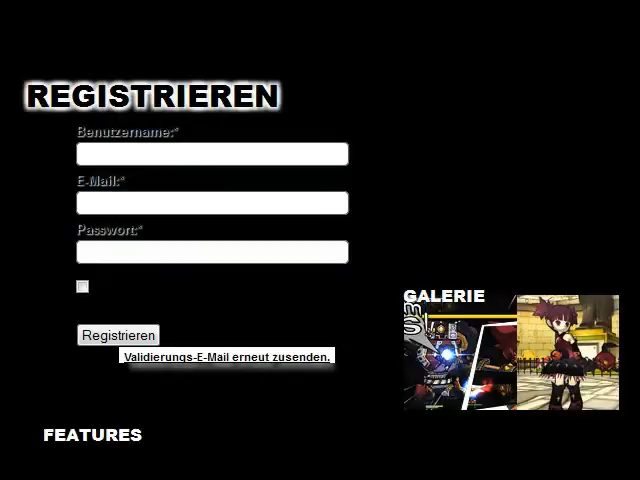 REGISTRIEREN
Benutzername:*
E-Mail:*
Passwort:*
Registrieren
Validierungs-E-Mail erneut zusenden.
GALERIE
FEATURES